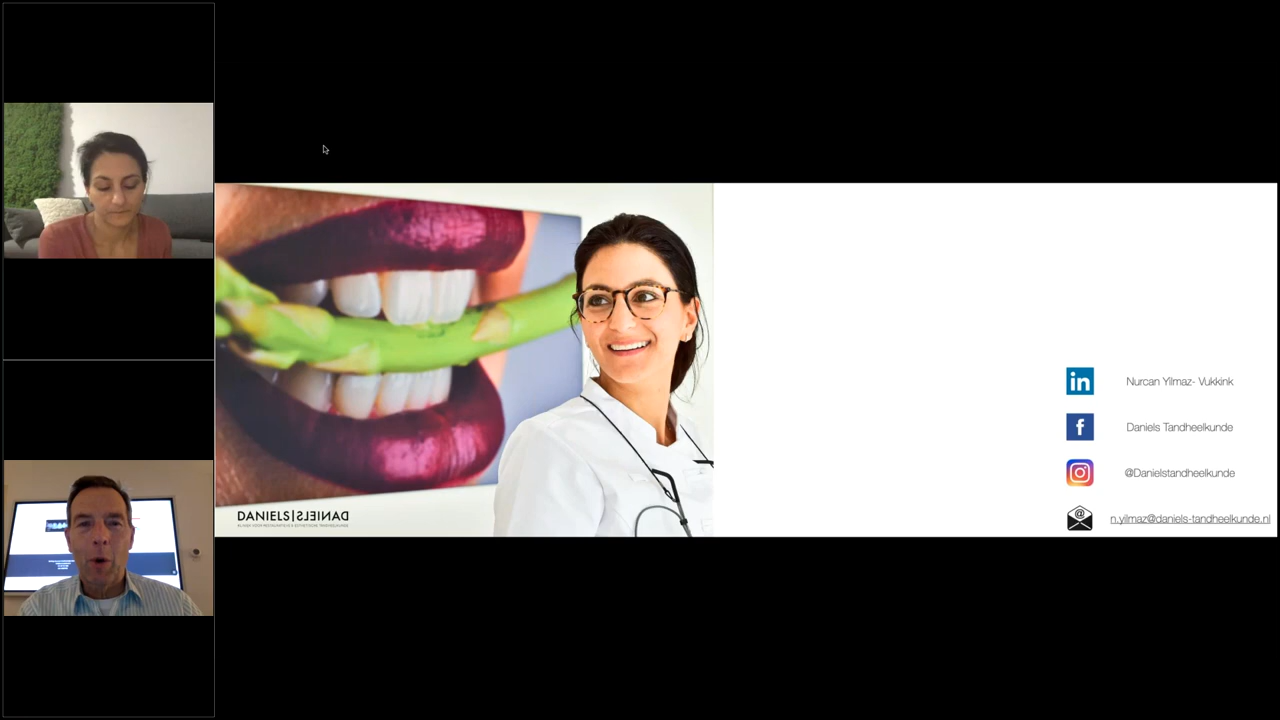 Nurcan Yilmaz- Vukkink
Daniels Tandheelkunde
@Danielstandheelkunde
n.yilmaz@daniels-tandheelkunde.nl
DANIELS|DANIELS